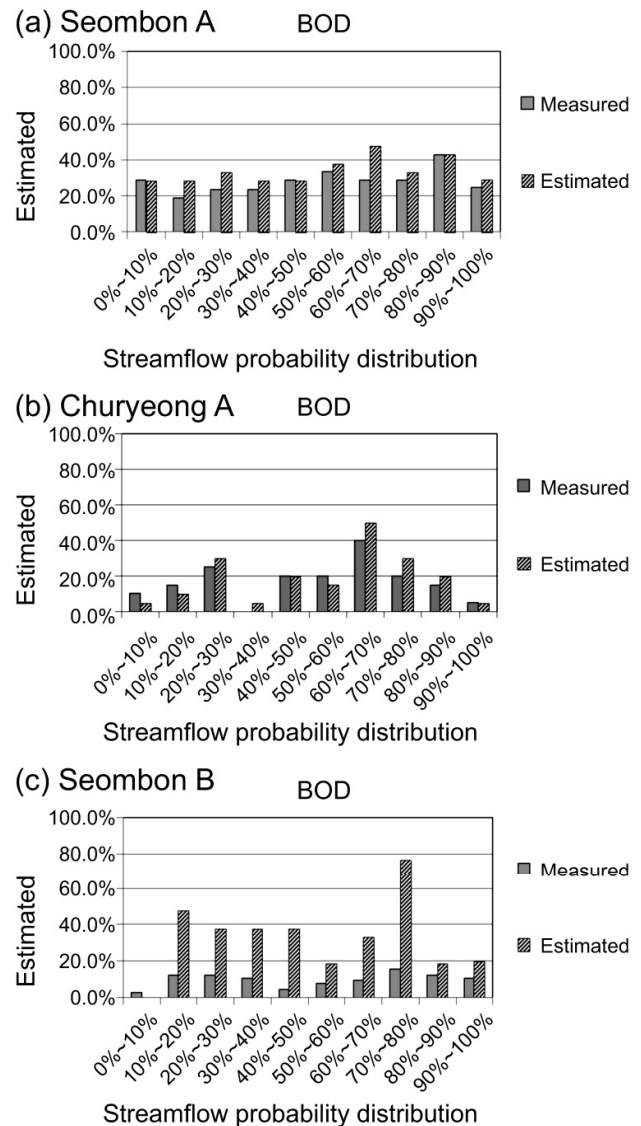 (a) Seombon A
BOD
100.0%
80.0%
60.0%
40.0%
20.0%
0.0%
Estimated
Measured
Estimated
0%~10%
10%~20%
20%~30%
30%~40%
40%~50%
50%~60%
60%~70%
70%~80%
80%~90%
90%~100%
Streamflow probability distribution
(b) Churyeong A
BOD
100.0%
80.0%
60.0%
40.0%
20.0%
0.0%
Estimated
Measured
Estimated
0%~10%
10%~20%
20%~30%
30%~40%
40%~50%
50%~60%
60%~70%
70%~80%
80%~90%
90%~100%
Streamflow probability distribution
(c) Seombon B
BOD
100.0%
80.0%
60.0%
40.0%
20.0%
0.0%
Estimated
Measured
Estimated
0%~10%
10%~20%
20%~30%
30%~40%
40%~50%
50%~60%
60%~70%
70%~80%
80%~90%
90%~100%
Streamflow probability distribution